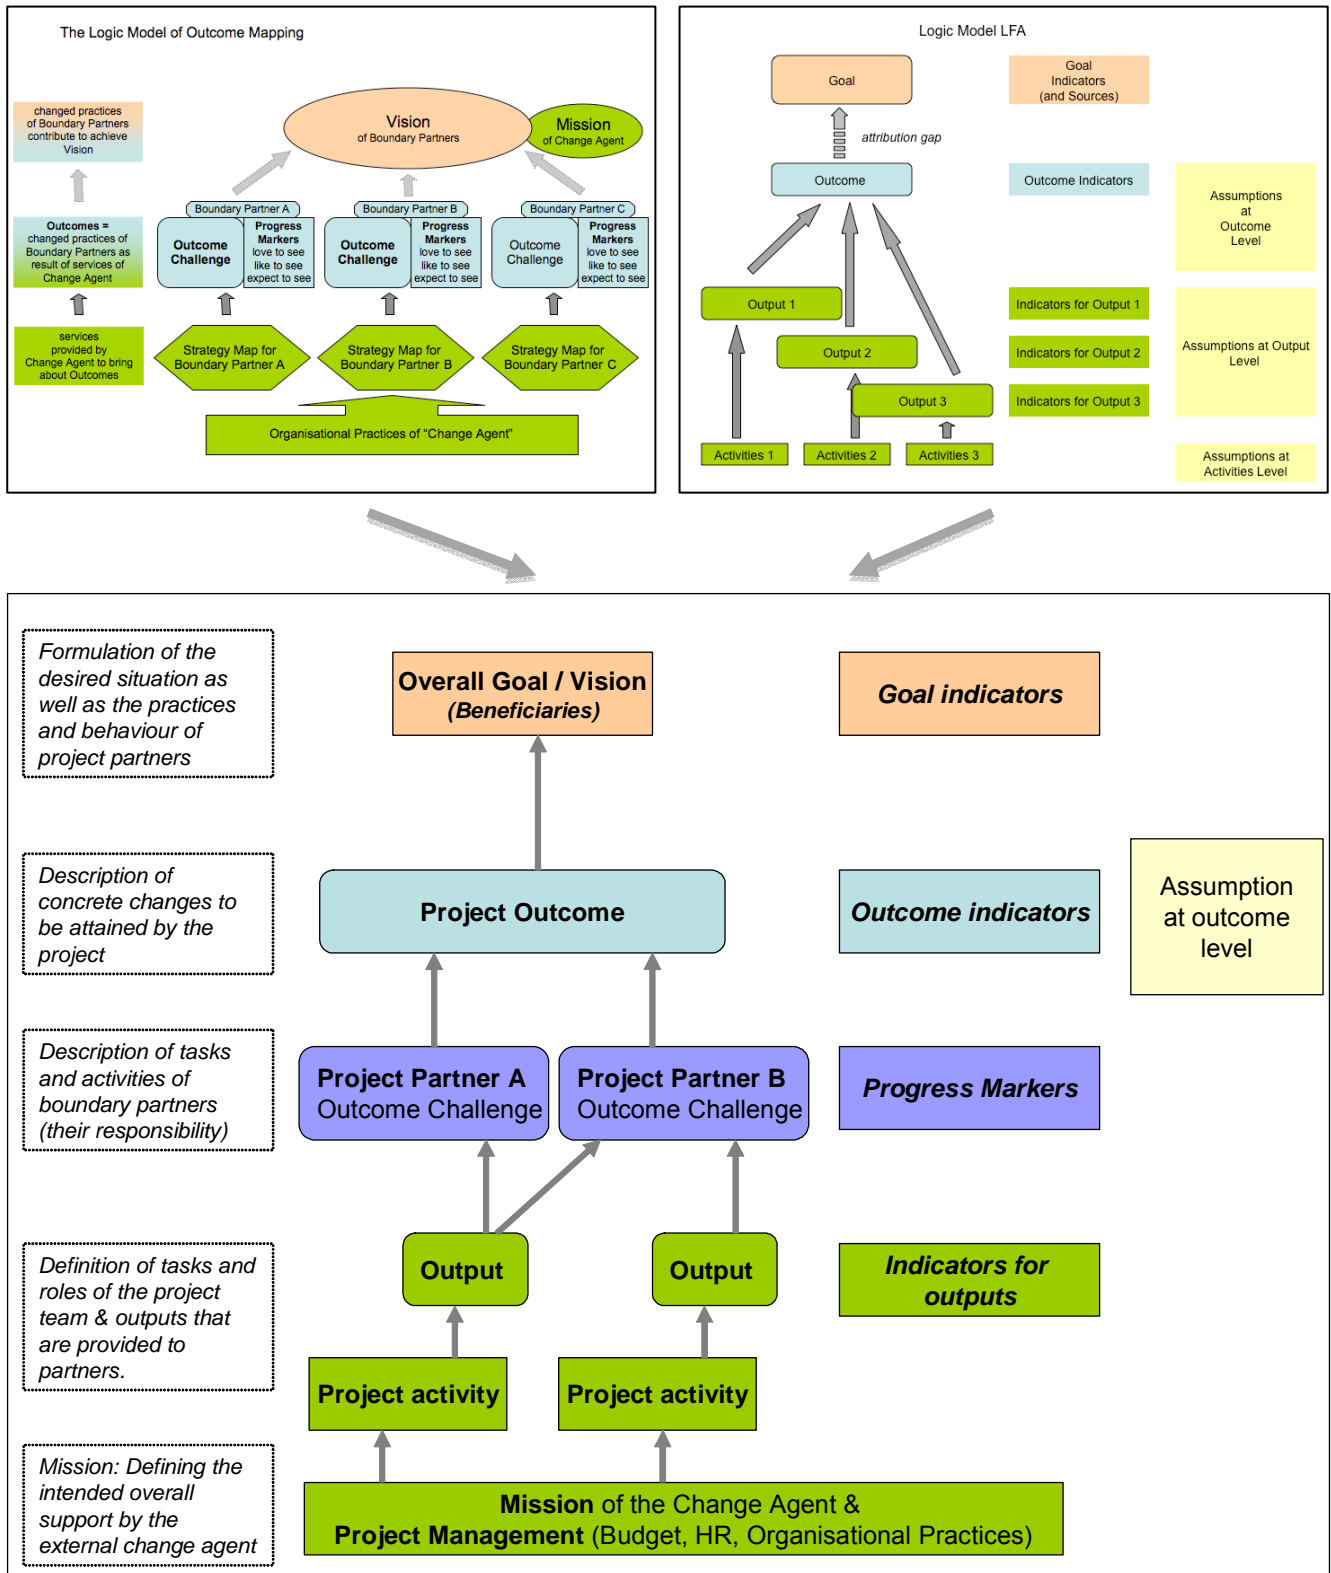 The Logic Model of Outcome Mapping
changed practices
of Boundary Partners
contribute to achieve
Vision
Vision
of Boundary Partners
Mission
of Change Agent
Outcomes =
changed practices of
Boundary Partners as
result of services of
Change Agent
Boundary Partner A
Outcome
Challenge
Progress
Markers
love to see
like to see
expect to see
Boundary Partner B
Outcome
Challenge
Progress
Markers
love to see
like to see
expect to see
Boundary Partner C
Outcome
Challenge
Progress
Markers
love to see
like to see
expect to see
services
provided by
Change Agent to bring
about Outcomes
Strategy Map for
Boundary Partner A
Strategy Map for
Boundary Partner B
Strategy Map for
Boundary Partner C
Organisational Practices of “Change Agent”
Logic Model LFA
Goal
Goal
Indicators
(and Sources)
attribution gap
Outcome
Outcome Indicators
Assumptions
at
Outcome
Level
Output 1
Indicators for Output 1
Output 2
Indicators for Output 2
Assumptions at Output
Level
Output 3
Indicators for Output 3
Activities 1
Activities 2
Activities 3
Assumptions at
Activities Level
Formulation of the
desired situation as
well as the practices
and behaviour of
project partners
Overall Goal / Vision
(Beneficiaries)
Goal indicators
Description of
concrete changes to
be attained by the
project
Project Outcome
Outcome indicators
Assumption
at outcome
level
Description of tasks
and activities of
boundary partners
(their responsibility)
Project Partner A
Outcome Challenge
Project Partner B
Outcome Challenge
Progress Markers
Definition of tasks and
roles of the project
team & outputs that
are provided to
partners.
Output
Output
Indicators for
outputs
Project activity
Project activity
Mission: Defining the
intended overall
support by the
external change agent
Mission of the Change Agent &
Project Management (Budget, HR, Organisational Practices)